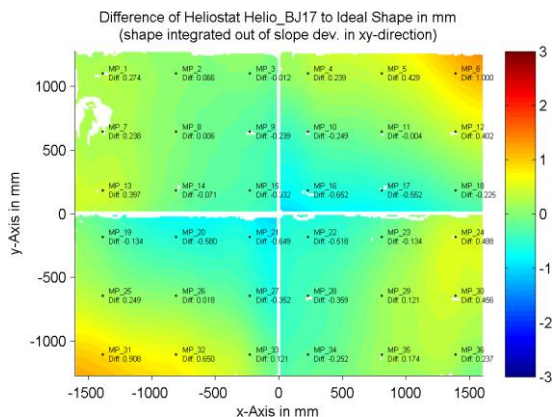 Difference of Heliostat Helio_BJ17 to Ideal Shape in mm
(shape integrated out of slope dev. in xy-direction)
y-Axis in mm
1000
500
0
-500
-1000
MP_1 MP_2 MP_3 MP_4 MP_5 MP_6
Diff: 0.274 Diff: 0.066 Diff: -0.012 Diff: 0.239 Diff: 0.429 Diff: 1.000
MP_7 MP_8 MP_9 MP_10 MP_11 MP_12
Diff: 0.238 Diff: 0.006 Diff: -0.239 Diff: -0.249 Diff: -0.004 Diff: 0.402
MP_13 MP_14 MP_15 MP_16 MP_17 MP_18
Diff: 0.397 Diff: -0.071 Diff: Diff: -0.652 Diff: -0.552 Diff: -0.225
MP_19 MP_20 MP_21 MP_22 MP_23 MP_24
Diff: -0.134 Diff: -0.560 Diff: -0.649 Diff: -0.518 Diff: -0.134 Diff: 0.488
MP_25 MP_26 MP_27 MP_28 MP_29 MP_30
Diff: 0.249 Diff: 0.018 Diff: -0.352 Diff: -0.359 Diff: 0.121 Diff: 0.456
MP_31 MP_32 MP_33 MP_34 MP_35 MP_36
Diff: 0.908 Diff: 0.650 Diff: 0.121 Diff: -0.252 Diff: 0.174 Diff: 0.237
-1500 -1000 -500 0 500 1000 1500
x-Axis in mm
3
2
1
0
-1
-2
-3